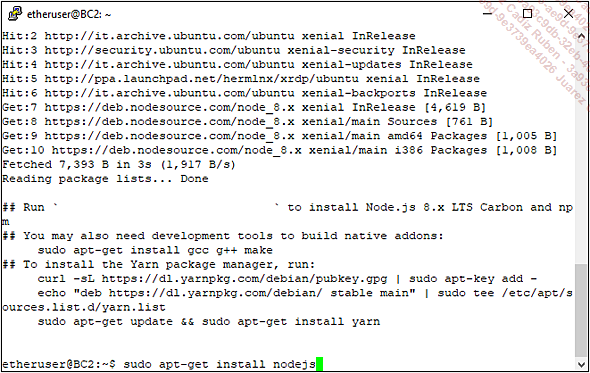 etheruser@BC2: ~
Hit:2 http://it.archive.ubuntu.com/ubuntu xenial InRelease
Hit:3 http://security.ubuntu.com/ubuntu xenial-security InRelease
Hit:4 http://it.archive.ubuntu.com/ubuntu xenial-updates InRelease
Hit:5 http://ppa.launchpad.net/hermlnx/xrdp/ubuntu xenial InRelease
Hit:6 http://it.archive.ubuntu.com/ubuntu xenial-backports InRelease
Get:7 https://deb.nodesource.com/node_8.x xenial InRelease [4,619 B]
Get:8 https://deb.nodesource.com/node_8.x xenial/main Sources [761 B]
Get:9 https://deb.nodesource.com/node_8.x xenial/main amd64 Packages [1,005 B]
Get:10 https://deb.nodesource.com/node_8.x xenial/main i386 Packages [1,008 B]
Fetched 7,393 B in 3s (1,917 B/s)
Reading package lists... Done
## Run `                                 ` to install Node.js 8.x LTS Carbon and np
m
## You may also need development tools to build native addons:
     sudo apt-get install gcc g++ make
## To install the Yarn package manager, run:
     curl -sL https://dl.yarnpkg.com/debian/pubkey.gpg | sudo apt-key add -
     echo "deb https://dl.yarnpkg.com/debian/ stable main" | sudo tee /etc/apt/s
ources.list.d/yarn.list
     sudo apt-get update && sudo apt-get install yarn
etheruser@BC2:~$ sudo apt-get install nodejs